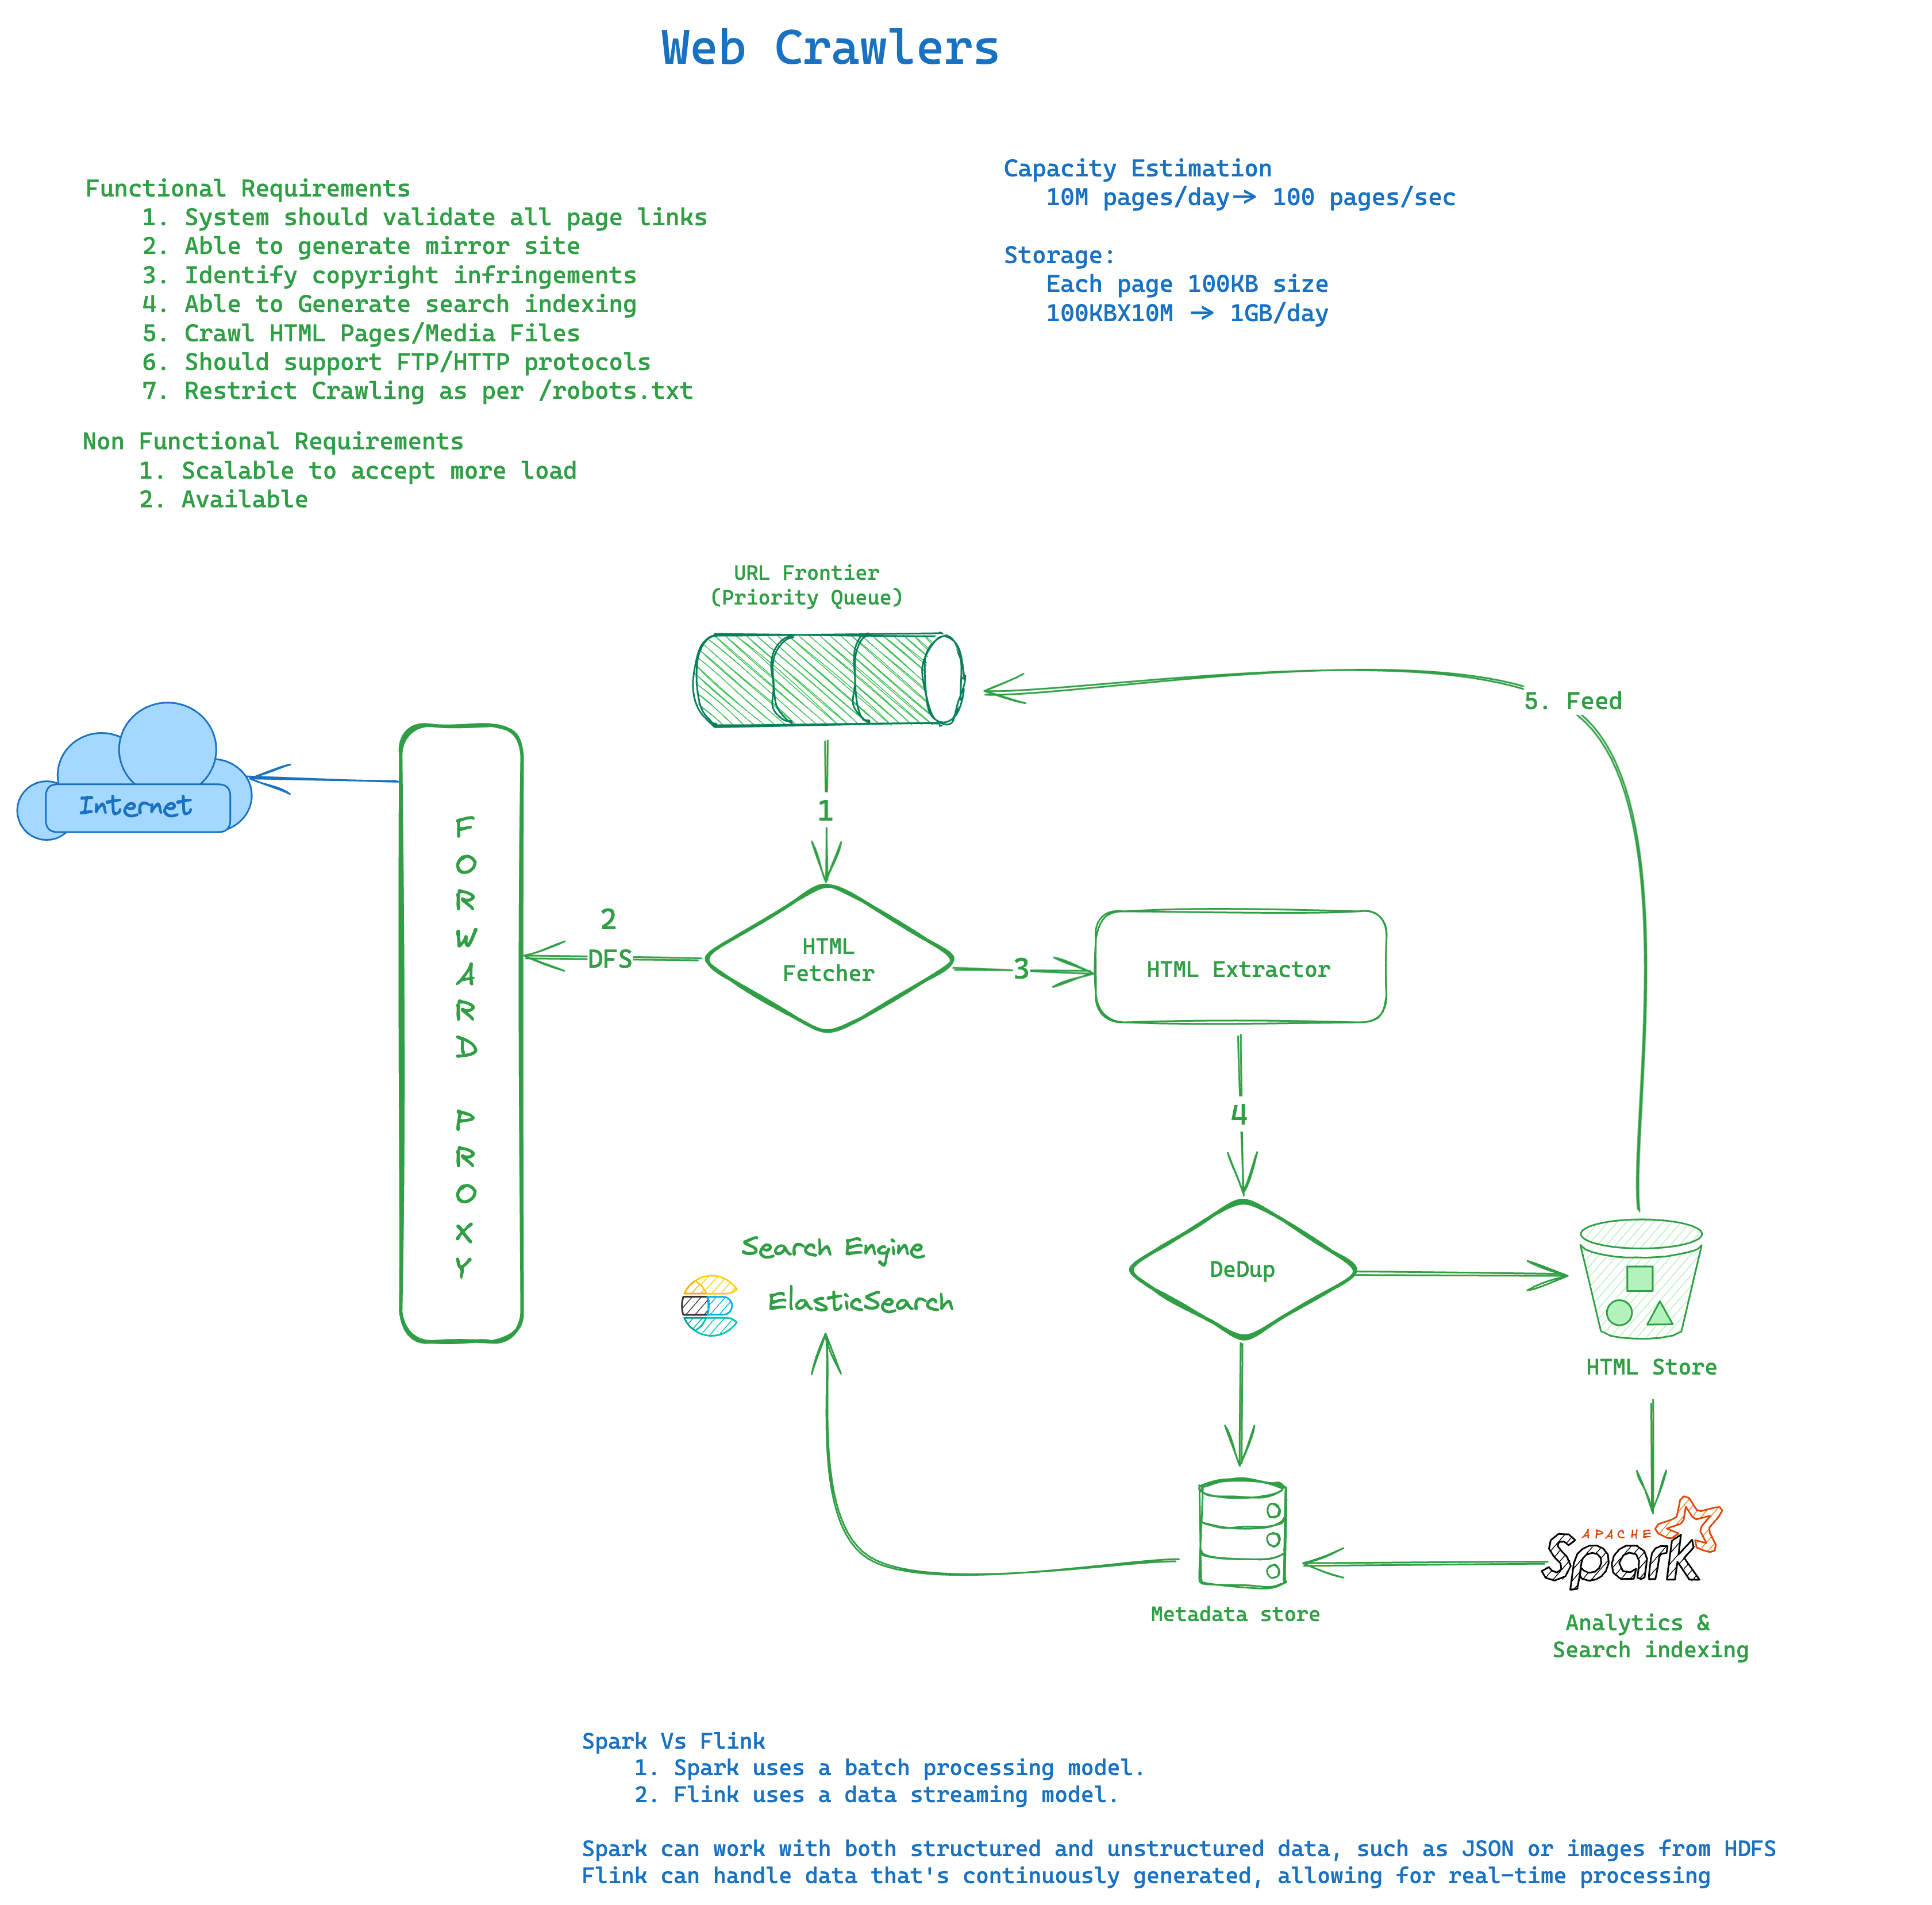 Web Crawlers
Functional Requirements
1. System should validate all page links
2. Able to generate mirror site
3. Identify copyright infringements
4. Able to Generate search indexing
5. Crawl HTML Pages/Media Files
6. Should support FTP/HTTP protocols
7. Restrict Crawling as per /robots.txt
Non Functional Requirements
1. Scalable to accept more load
2. Available
Capacity Estimation
10M pages/day→ 100 pages/sec
Storage:
Each page 100KB size
100KBX10M → 1GB/day
URL Frontier
(Priority Queue)
5. Feed
Internet
1
FORWARD PROXY
2
DFS
HTML
Fetcher
3
HTML Extractor
4
Search Engine
ElasticSearch
DeDup
HTML Store
APACHE
Spark
Metadata store
Analytics &
Search indexing
Spark Vs Flink
1. Spark uses a batch processing model.
2. Flink uses a data streaming model.
Spark can work with both structured and unstructured data, such as JSON or images from HDFS
Flink can handle data that's continuously generated, allowing for real-time processing